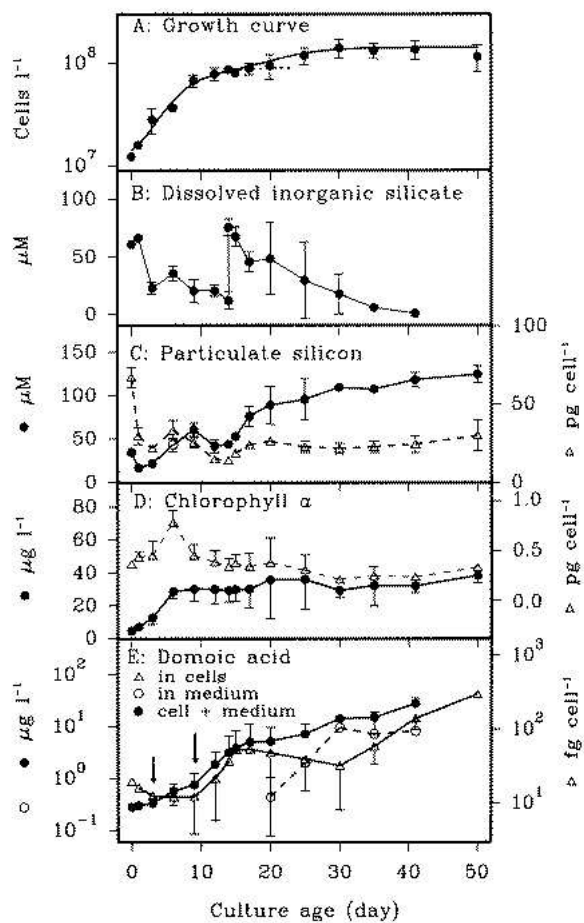 A: Growth curve
10⁸
Cells l⁻¹
10⁷
B: Dissolved inorganic silicate
100
μM
50
0
100
C: Particulate silicon
150
● μM
100
50
0
50
0
△ pg cell⁻¹
D: Chlorophyll α
80
60
40
20
0
● μg l⁻¹
1.0
0.5
0.0
△ pg cell⁻¹
E: Domoic acid
△ in cells
○ in medium
● cell + medium
10²
10¹
10⁰
10⁻¹
○ ● μg l⁻¹
10³
10²
10¹
△ fg cell⁻¹
0 10 20 30 40 50
Culture age (day)